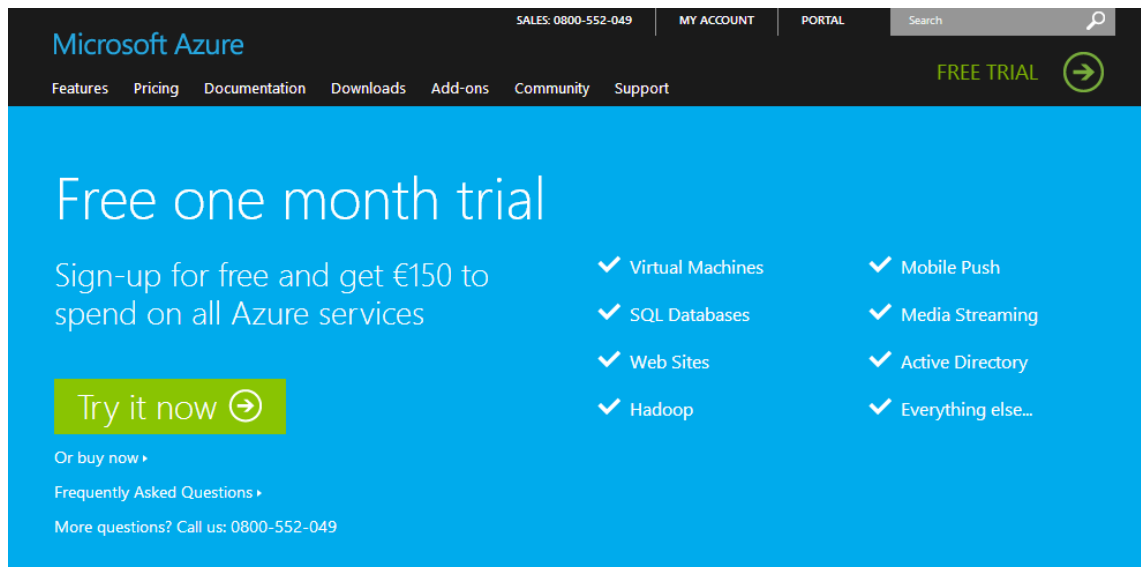 SALES: 0800-552-049 MY ACCOUNT PORTAL Search
Microsoft Azure
FREE TRIAL
Features Pricing Documentation Downloads Add-ons Community Support
Free one month trial
Sign-up for free and get €150 to
spend on all Azure services
Try it now
Or buy now
Frequently Asked Questions
More questions? Call us: 0800-552-049
Virtual Machines
SQL Databases
Web Sites
Hadoop
Mobile Push
Media Streaming
Active Directory
Everything else...